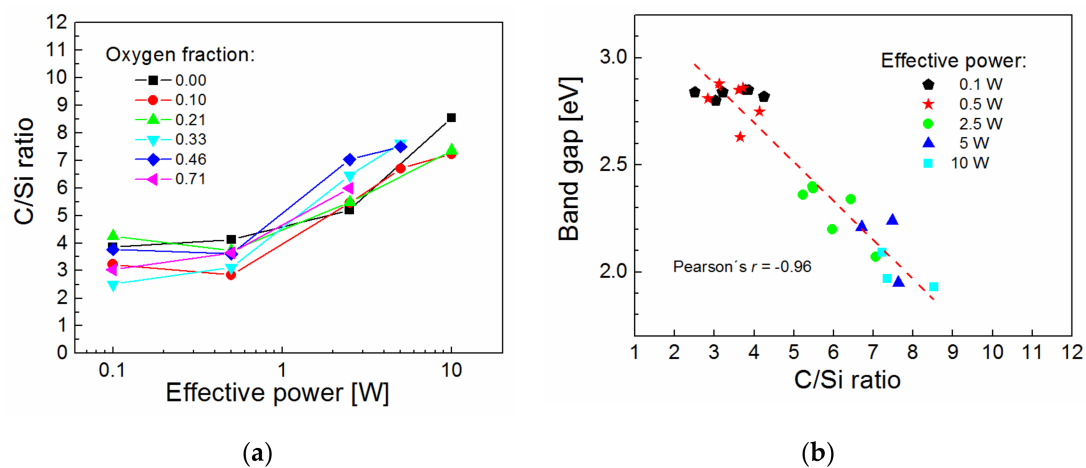 12
11
10
9
8
7
6
5
4
3
2
1
0
C/Si ratio
Oxygen fraction:
0.00
0.10
0.21
0.33
0.46
0.71
0.1
1
10
Effective power [W]
(a)
3.0
2.5
2.0
Band gap [eV]
Effective power:
0.1 W
0.5 W
2.5 W
5 W
10 W
Pearson´s r = -0.96
1 2 3 4 5 6 7 8 9 10 11 12
C/Si ratio
(b)